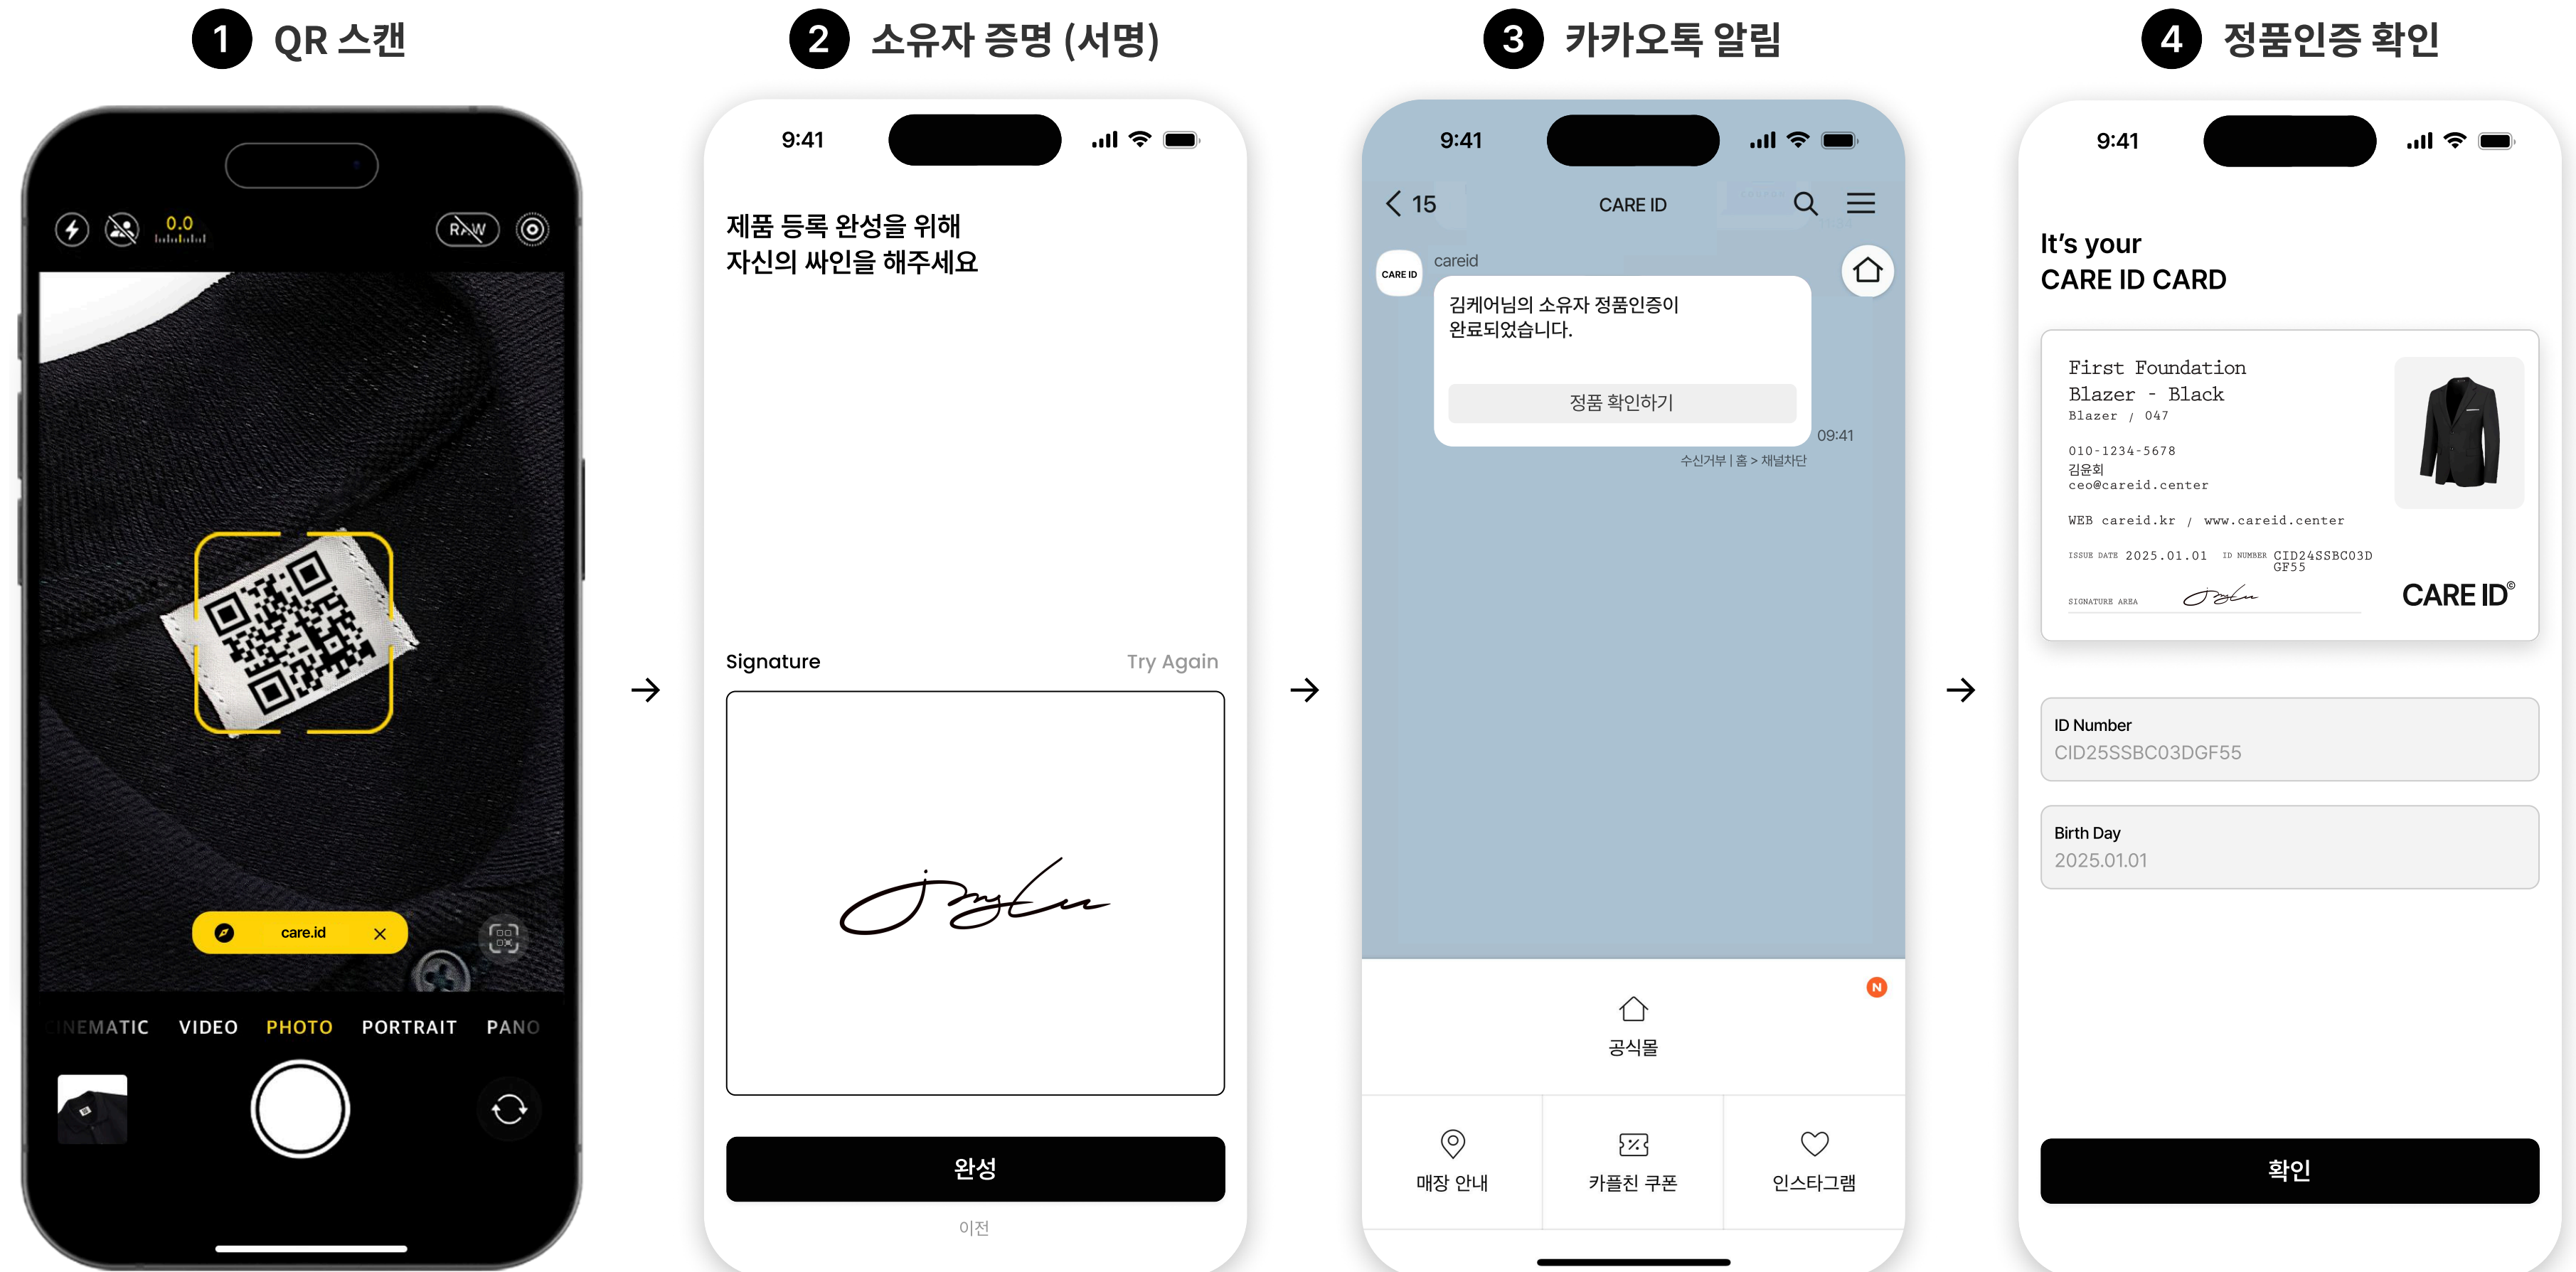 1 QR 스캔
2 소유자 증명 (서명)
3 카카오톡 알림
4 정품인증 확인
0.0
RAW
care.id
CINEMATIC VIDEO PHOTO PORTRAIT PANO
9:41
제품 등록 완성을 위해
자신의 싸인을 해주세요
Signature Try Again
완성
이전
9:41
15 CARE ID
CARE ID
careid
김케어님의 소유자 정품인증이
완료되었습니다.
정품 확인하기
09:41
수신거부 | 홈 > 채널차단
N
공식몰
매장 안내
카플친 쿠폰
인스타그램
9:41
It's your
CARE ID CARD
First Foundation
Blazer - Black
Blazer / 047
010-1234-5678
김윤회
ceo@careid.center
WEB careid.kr / www.careid.center
ISSUE DATE 2025.01.01 ID NUMBER CID24SSBC03D
GF55
SIGNATURE AREA
CARE ID©
ID Number
CID25SSBC03DGF55
Birth Day
2025.01.01
확인